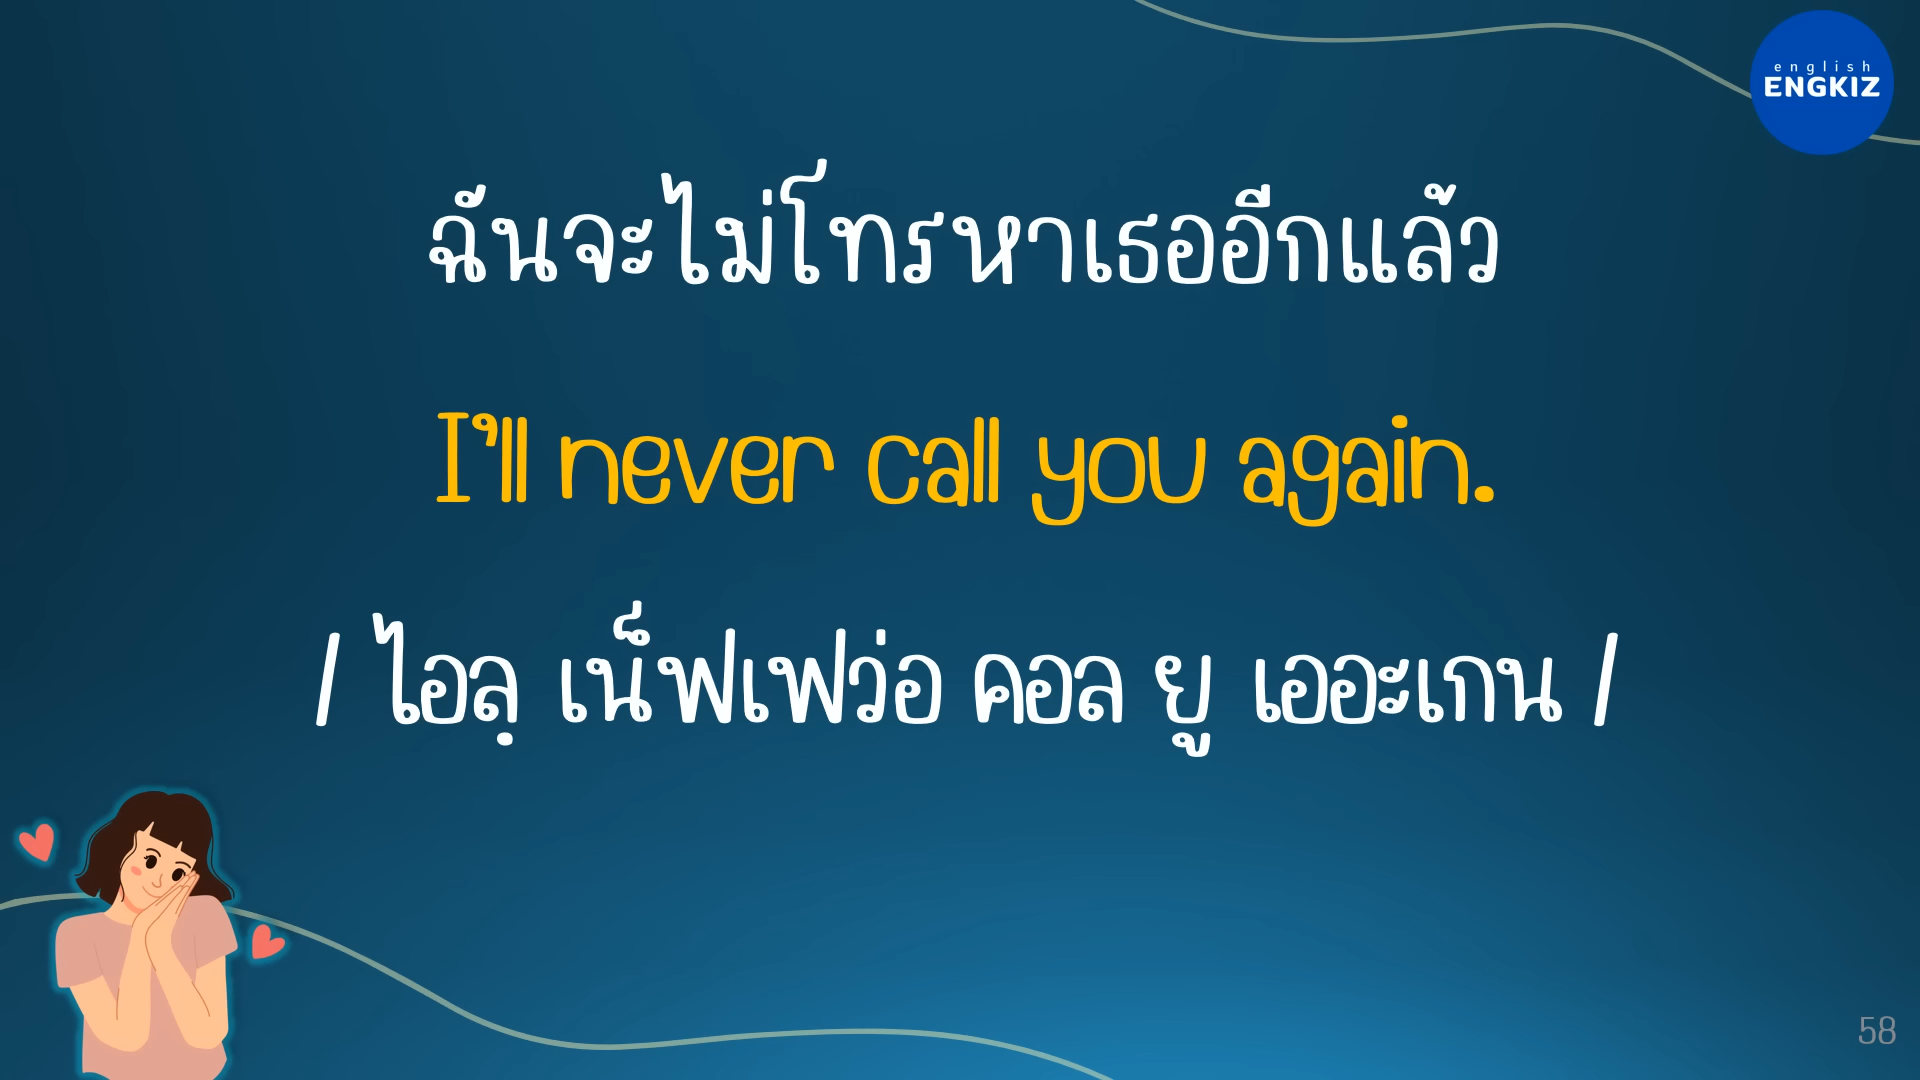 english
ENGKIZ
ฉันจะไม่โทรหาเธออีกแล้ว
I'll never call you again.
/ ไอลฺ เน็ฟเฟว่อ คอล ยู เออะเกน /
58